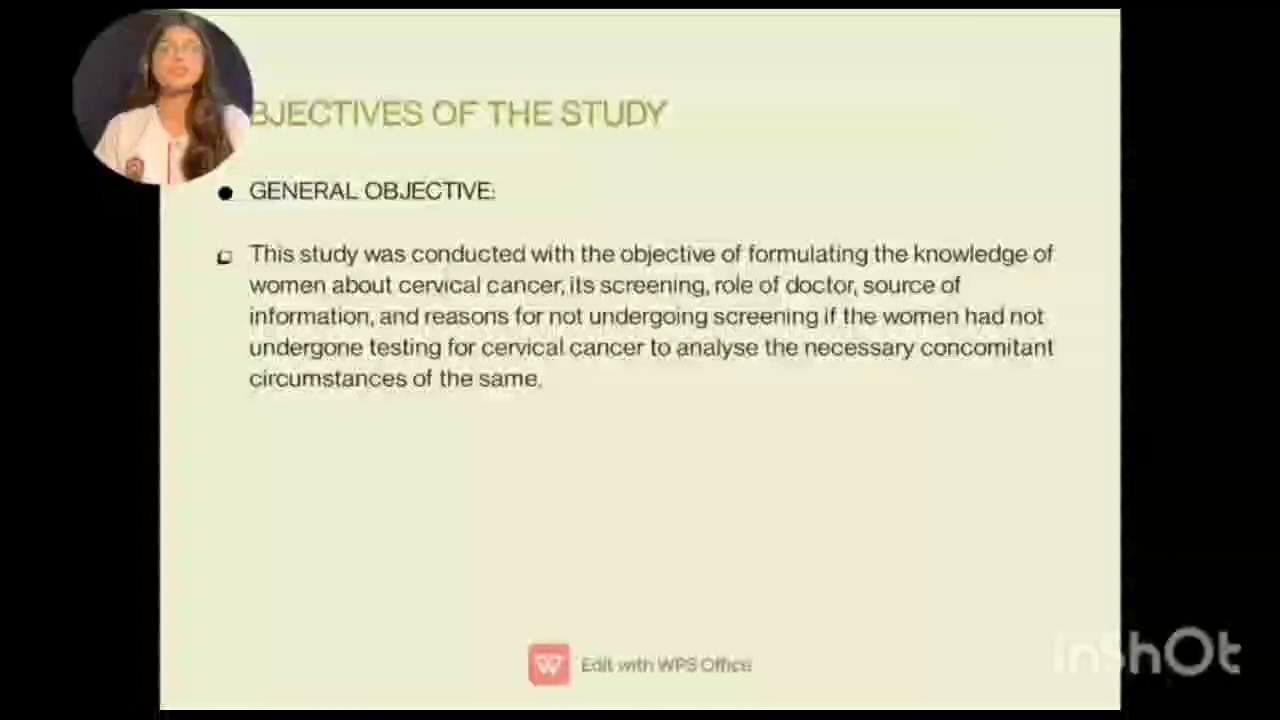 BJECTIVES OF THE STUDY
GENERAL OBJECTIVE:
This study was conducted with the objective of formulating the knowledge of
women about cervical cancer, its screening, role of doctor, source of
information, and reasons for not undergoing screening if the women had not
undergone testing for cervical cancer to analyse the necessary concomitant
circumstances of the same.
Edit with WPS Office
InShOt